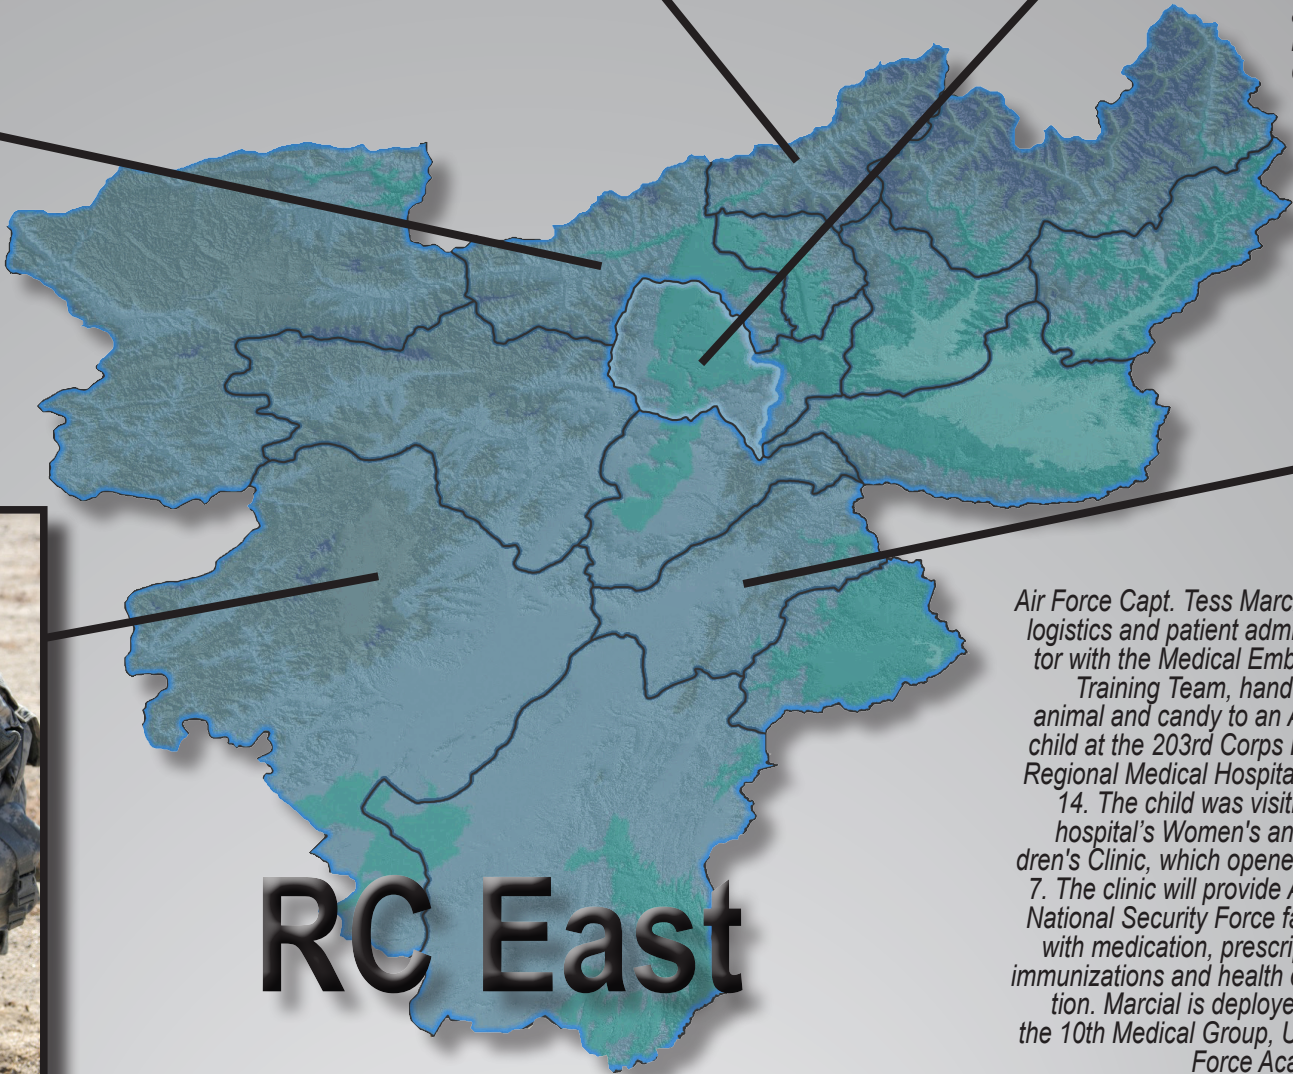 RC East
Air Force Capt. Tess Marc
logistics and patient admi
tor with the Medical Emb
Training Team, hand
animal and candy to an A
child at the 203rd Corps
Regional Medical Hospita
14. The child was visit
hospital's Women's an
dren's Clinic, which opene
7. The clinic will provide A
National Security Force fa
with medication, prescri
immunizations and health
tion. Marcial is deploye
the 10th Medical Group, U
Force Aca